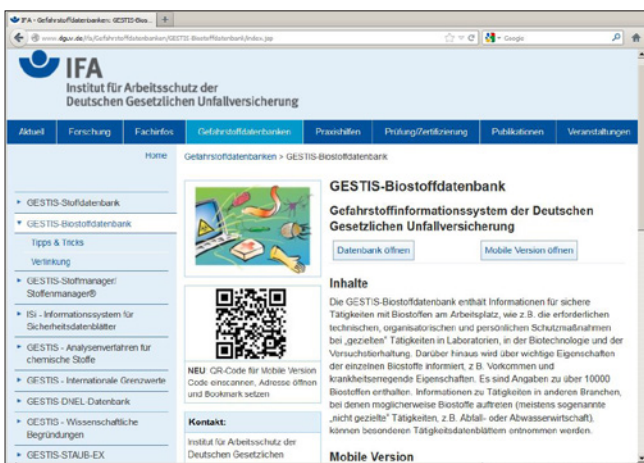 IFA - Gefahrstoffdatenbanken: GESTIS-Bios...
www.dguv.de/ifa/Gefahrstoffdatenbanken/GESTIS-Biostoffdatenbank/index.jsp
Google
IFA
Institut für Arbeitsschutz der
Deutschen Gesetzlichen Unfallversicherung
Aktuell Forschung Fachinfos Gefahrstoffdatenbanken Praxishilfen Prüfung/Zertifizierung Publikationen Veranstaltungen
Home
Gefahrstoffdatenbanken > GESTIS-Biostoffdatenbank
GESTIS-Stoffdatenbank
GESTIS-Biostoffdatenbank
Tipps & Tricks
Verlinkung
GESTIS-Stoffmanager/
Stoffenmanager®
ISi - Informationssystem für
Sicherheitsdatenblätter
GESTIS - Analysenverfahren für
chemische Stoffe
GESTIS - Internationale Grenzwerte
GESTIS-DNEL-Datenbank
GESTIS - Wissenschaftliche
Begründungen
GESTIS-STAUB-EX
NEU: QR-Code für Mobile Version
Code einscannen, Adresse öffnen
und Bookmark setzen
Kontakt:
Institut für Arbeitsschutz der
Deutschen Gesetzlichen
GESTIS-Biostoffdatenbank
Gefahrstoffinformationssystem der Deutschen
Gesetzlichen Unfallversicherung
Datenbank öffnen
Mobile Version öffnen
Inhalte
Die GESTIS-Biostoffdatenbank enthält Informationen für sichere
Tätigkeiten mit Biostoffen am Arbeitsplatz, wie z.B. die erforderlichen
technischen, organisatorischen und persönlichen Schutzmaßnahmen
bei „gezielten" Tätigkeiten in Laboratorien, in der Biotechnologie und der
Versuchstierhaltung. Darüber hinaus wird über wichtige Eigenschaften
der einzelnen Biostoffe informiert, z.B. Vorkommen und
krankheitserregende Eigenschaften. Es sind Angaben zu über 10000
Biostoffen enthalten. Informationen zu Tätigkeiten in anderen Branchen,
bei denen möglicherweise Biostoffe auftreten (meistens sogenannte
„nicht gezielte" Tätigkeiten, z.B. Abfall- oder Abwasserwirtschaft),
können besonderen Tätigkeitsdatenblättern entnommen werden.
Mobile Version